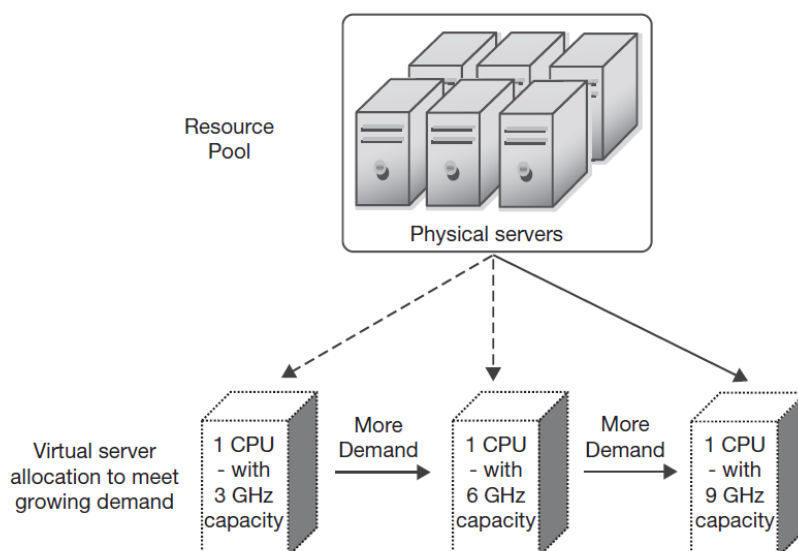 Resource
Pool
Physical servers
Virtual server
allocation to meet
growing demand
1 CPU
- with
3 GHz
capacity
More
Demand
1 CPU
- with
6 GHz
capacity
More
Demand
1 CPU
- with
9 GHz
capacity